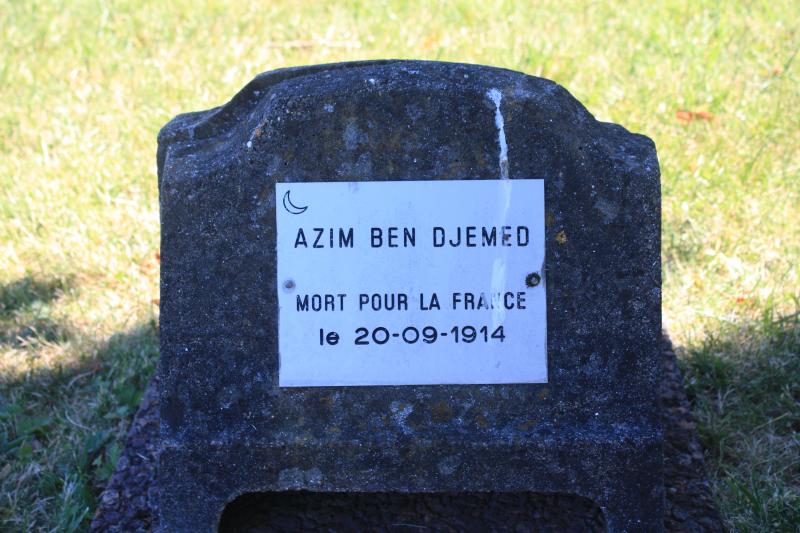 AZIM BEN DJEMED
MORT POUR LA FRANCE
le 20-09-1914